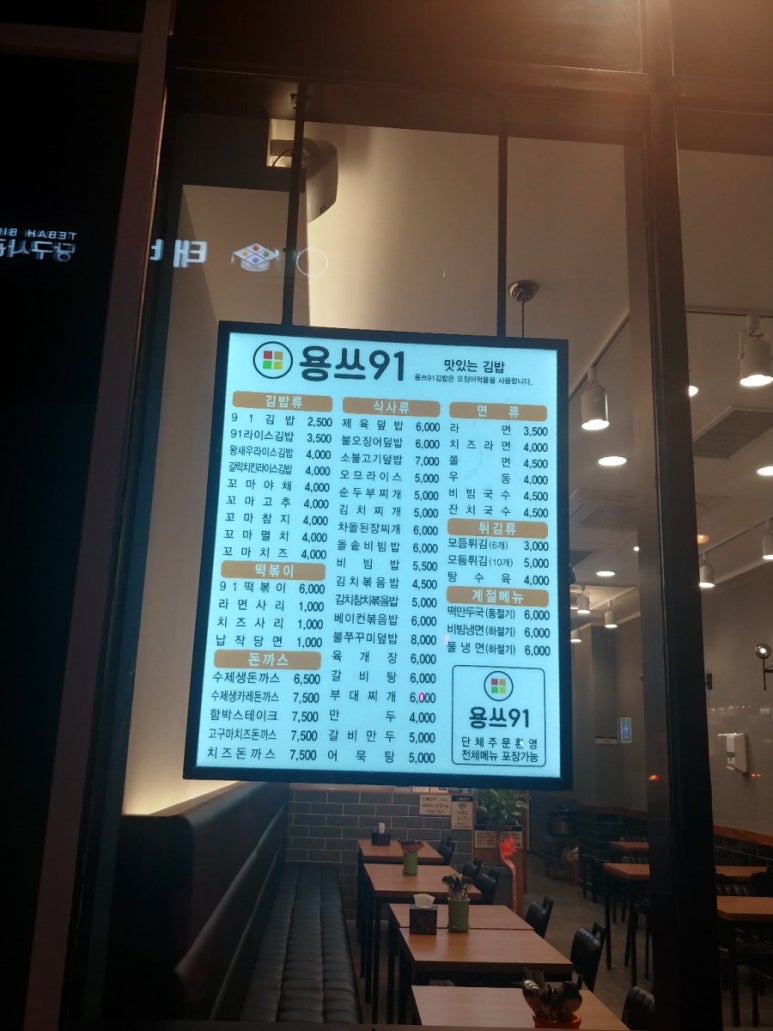 TEBAH
당구사
태
용쓰91
맛있는 김밥
용쓰91김밥은 오징어먹물을 사용합니다.
김밥류
91김밥 2,500
91라이스김밥 3,500
왕새우라이스김밥 4,000
갈릭치킨라이스김밥 4,000
꼬마야채 4,000
꼬마고추 4,000
꼬마참지 4,000
꼬마멸치 4,000
꼬마치즈 4,000
떡볶이
91떡볶이 6,000
라면사리 1,000
치즈사리 1,000
납작당면 1,000
돈까스
수제생돈까스 6,500
수제생카레돈까스 7,500
함박스테이크 7,500
고구마치즈돈까스 7,500
치즈돈까스 7,500
식사류
제육덮밥 6,000
불오징어덮밥 6,000
소불고기덮밥 7,000
오므라이스 5,000
순두부찌개 5,000
김치찌개 5,000
차돌된장찌개 6,000
돌솥비빔밥 6,000
비빔밥 5,500
김치볶음밥 4,500
김치참치볶음밥 5,000
베이컨볶음밥 6,000
불쭈꾸미덮밥 8,000
육개장 6,000
갈비탕 6,000
부대찌개 6,000
만두 4,000
갈비만두 5,000
어묵탕 5,000
면류
라면 3,500
치즈라면 4,000
쫄면 4,500
우동 4,000
비빔국수 4,500
잔치국수 4,500
튀김류
모듬튀김(6개) 3,000
모듬튀김(10개) 5,000
탕수육 4,000
계절메뉴
떡만두국(동절기) 6,000
비빔냉면(하절기) 6,000
물냉면(하절기) 6,000
용쓰91
단체주문환영
전체메뉴 포장가능